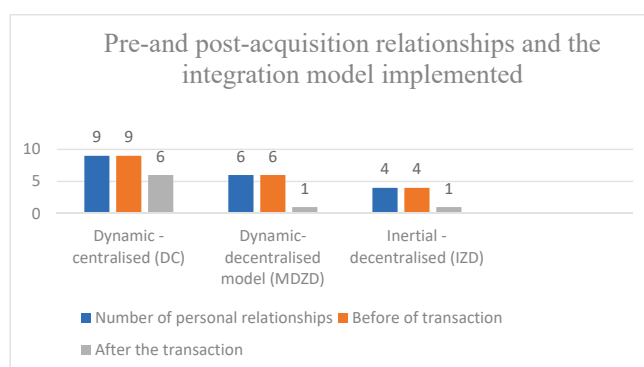 Pre-and post-acquisition relationships and the
integration model implemented
9 9 6 6 6 1 4 4 1
10
5
0
Dynamic -
centralised (DC)
Dynamic-
decentralised
model (MDZD)
Inertial -
decentralised (IZD)
Number of personal relationships
Before of transaction
After the transaction